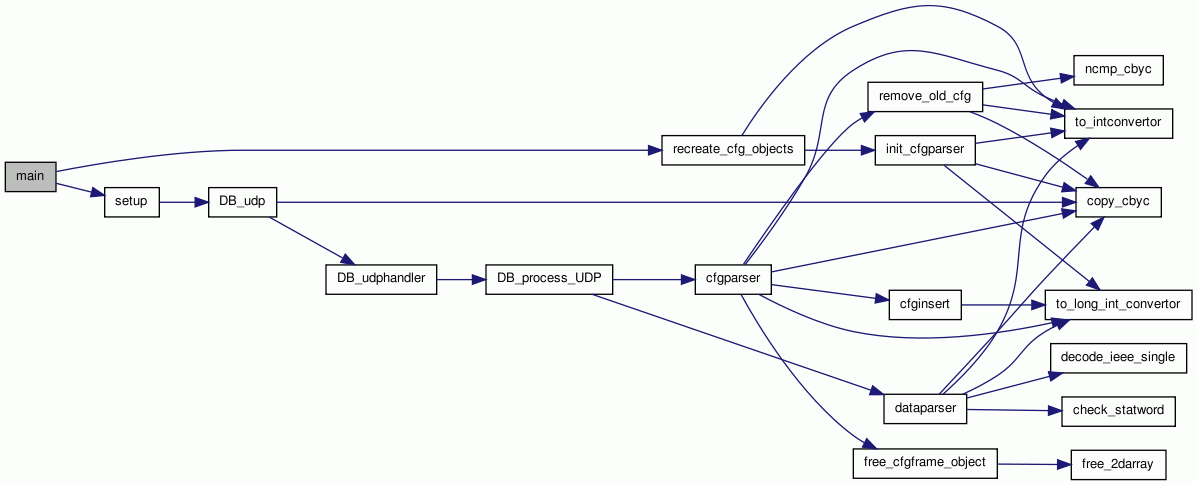 ncmp_cbyc
remove_old_cfg
to_intconvertor
recreate_cfg_objects
init_cfgparser
main
setup
DB_udp
copy_cbyc
DB_udphandler
DB_process_UDP
cfgparser
cfginsert
to_long_int_convertor
decode_ieee_single
dataparser
check_statword
free_cfgframe_object
free_2darray